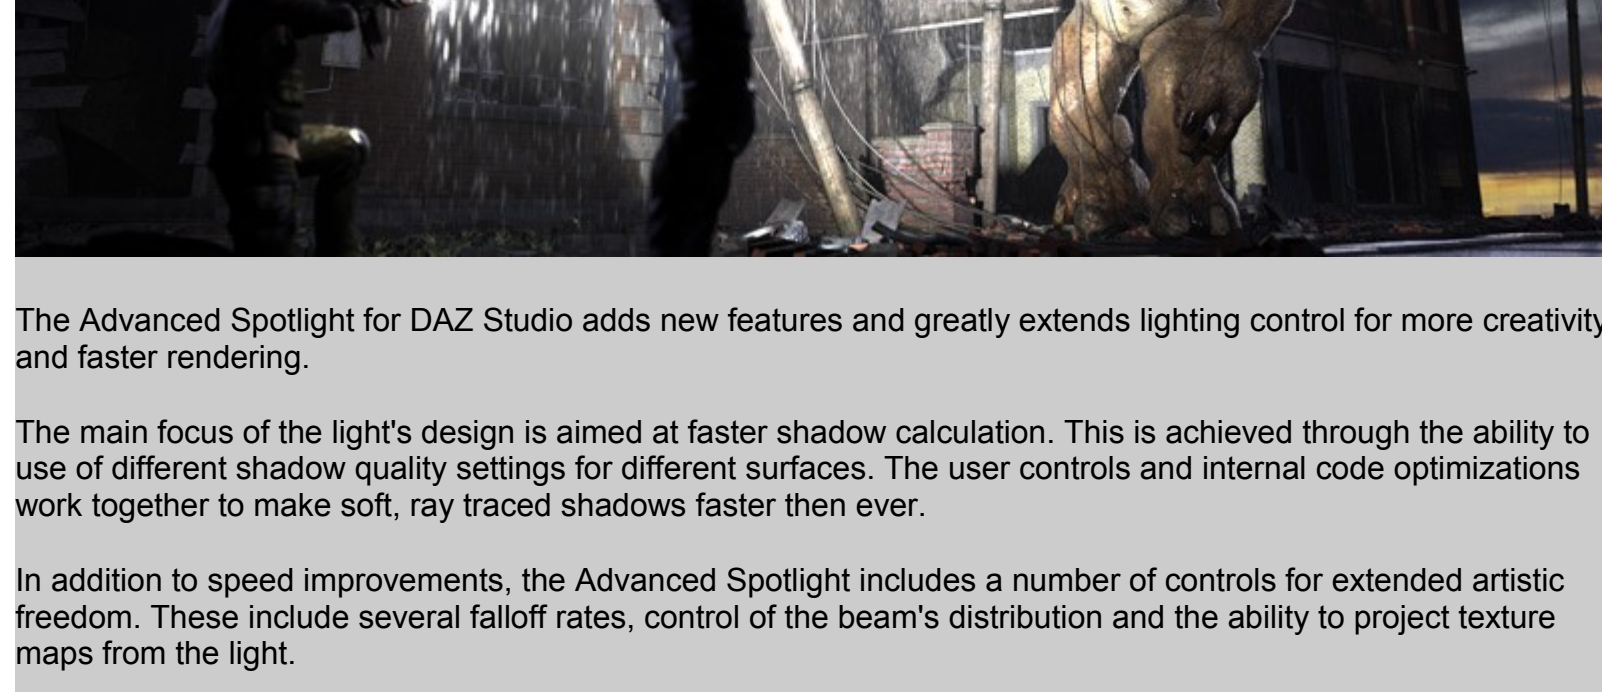 The Advanced Spotlight for DAZ Studio adds new features and greatly extends lighting control for more creativity
and faster rendering.
The main focus of the light's design is aimed at faster shadow calculation. This is achieved through the ability to
use of different shadow quality settings for different surfaces. The user controls and internal code optimizations
work together to make soft, ray traced shadows faster then ever.
In addition to speed improvements, the Advanced Spotlight includes a number of controls for extended artistic
freedom. These include several falloff rates, control of the beam's distribution and the ability to project texture
maps from the light.